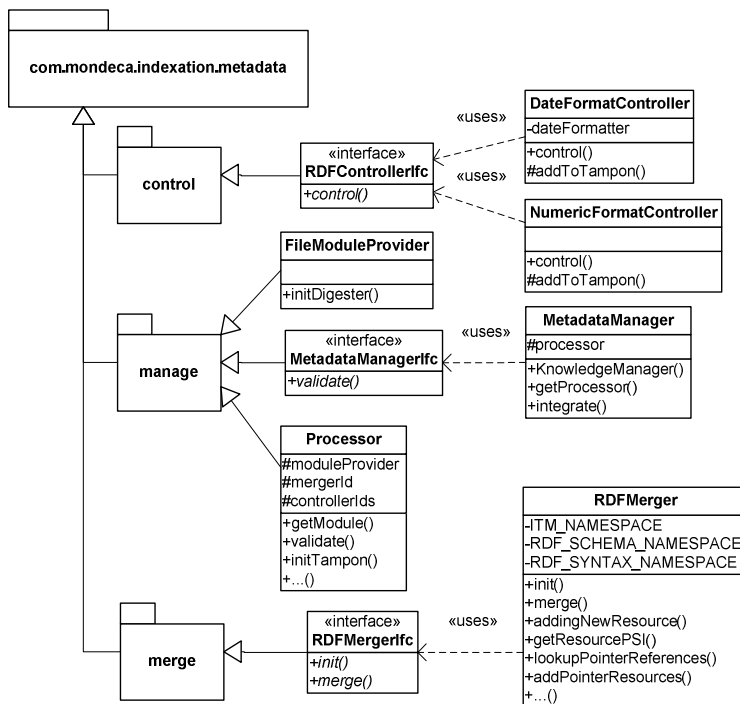 com.mondeca.indexation.metadata
control
«interface»
RDFControllerIfc
+control()
«uses»
«uses»
DateFormatController
-dateFormatter
+control()
#addToTampon()
NumericFormatController
+control()
#addToTampon()
FileModuleProvider
+initDigester()
manage
«interface»
MetadataManagerIfc
+validate()
«uses»
MetadataManager
#processor
+KnowledgeManager()
+getProcessor()
+integrate()
Processor
#moduleProvider
#mergerId
#controllerIds
+getModule()
+validate()
+initTampon()
+...()
merge
«interface»
RDFMergerIfc
+init()
+merge()
«uses»
RDFMerger
-ITM_NAMESPACE
-RDF_SCHEMA_NAMESPACE
-RDF_SYNTAX_NAMESPACE
+init()
+merge()
+addingNewResource()
+getResourcePSI()
+lookupPointerReferences()
+addPointerResources()
+...()